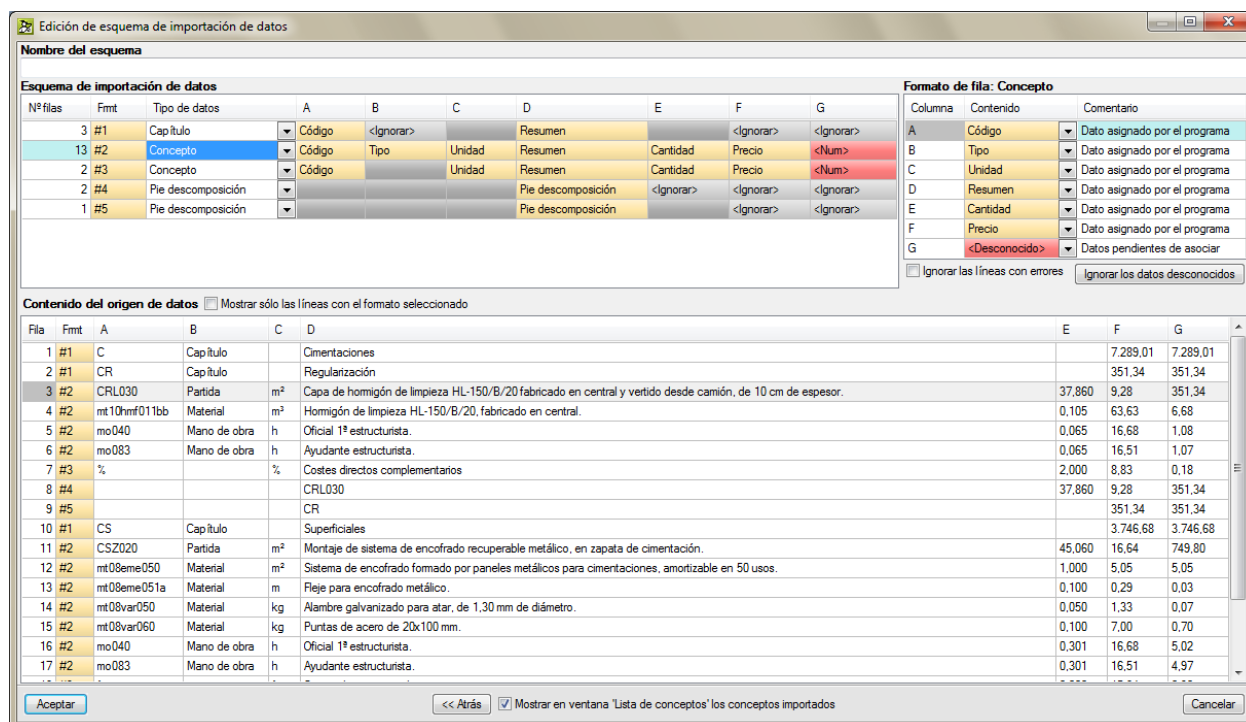 Edición de esquema de importación de datos
Nombre del esquema
Esquema de importación de datos
Nº filas Fmt Tipo de datos A B C D E F G
3 #1 Capítulo Código <Ignorar> Resumen <Ignorar> <Ignorar>
13 #2 Concepto Código Tipo Unidad Resumen Cantidad Precio <Num>
2 #3 Concepto Código Unidad Resumen Cantidad Precio <Num>
2 #4 Pie descomposición Pie descomposición <Ignorar> <Ignorar> <Ignorar>
1 #5 Pie descomposición Pie descomposición <Ignorar> <Ignorar>
Formato de fila: Concepto
Columna Contenido Comentario
A Código Dato asignado por el programa
B Tipo Dato asignado por el programa
C Unidad Dato asignado por el programa
D Resumen Dato asignado por el programa
E Cantidad Dato asignado por el programa
F Precio Dato asignado por el programa
G <Desconocido> Datos pendientes de asociar
Ignorar las líneas con errores Ignorar los datos desconocidos
Contenido del origen de datos Mostrar sólo las líneas con el formato seleccionado
Fila Fmt A B C D E F G
1 #1 C Capítulo Cimentaciones 7.289,01 7.289,01
2 #1 CR Capítulo Regularización 351,34 351,34
3 #2 CRL030 Partida m² Capa de hormigón de limpieza HL-150/B/20 fabricado en central y vertido desde camión, de 10 cm de espesor. 37,860 9,28 351,34
4 #2 mt10hmf011bb Material m³ Hormigón de limpieza HL-150/B/20, fabricado en central. 0,105 63,63 6,68
5 #2 mo040 Mano de obra h Oficial 1ª estructurista. 0,065 16,68 1,08
6 #2 mo083 Mano de obra h Ayudante estructurista. 0,065 16,51 1,07
7 #3 % % Costes directos complementarios 2,000 8,83 0,18
8 #4 CRL030 37,860 9,28 351,34
9 #5 CR 351,34 351,34
10 #1 CS Capítulo Superficiales 3.746,68 3.746,68
11 #2 CSZ020 Partida m² Montaje de sistema de encofrado recuperable metálico, en zapata de cimentación. 45,060 16,64 749,80
12 #2 mt08eme050 Material m² Sistema de encofrado formado por paneles metálicos para cimentaciones, amortizable en 50 usos. 1,000 5,05 5,05
13 #2 mt08eme051a Material m Fleje para encofrado metálico. 0,100 0,29 0,03
14 #2 mt08var050 Material kg Alambre galvanizado para atar, de 1,30 mm de diámetro. 0,050 1,33 0,07
15 #2 mt08var060 Material kg Puntas de acero de 20x100 mm. 0,100 7,00 0,70
16 #2 mo040 Mano de obra h Oficial 1ª estructurista. 0,301 16,68 5,02
17 #2 mo083 Mano de obra h Ayudante estructurista. 0,301 16,51 4,97
Aceptar << Atrás Mostrar en ventana 'Lista de conceptos' los conceptos importados Cancelar